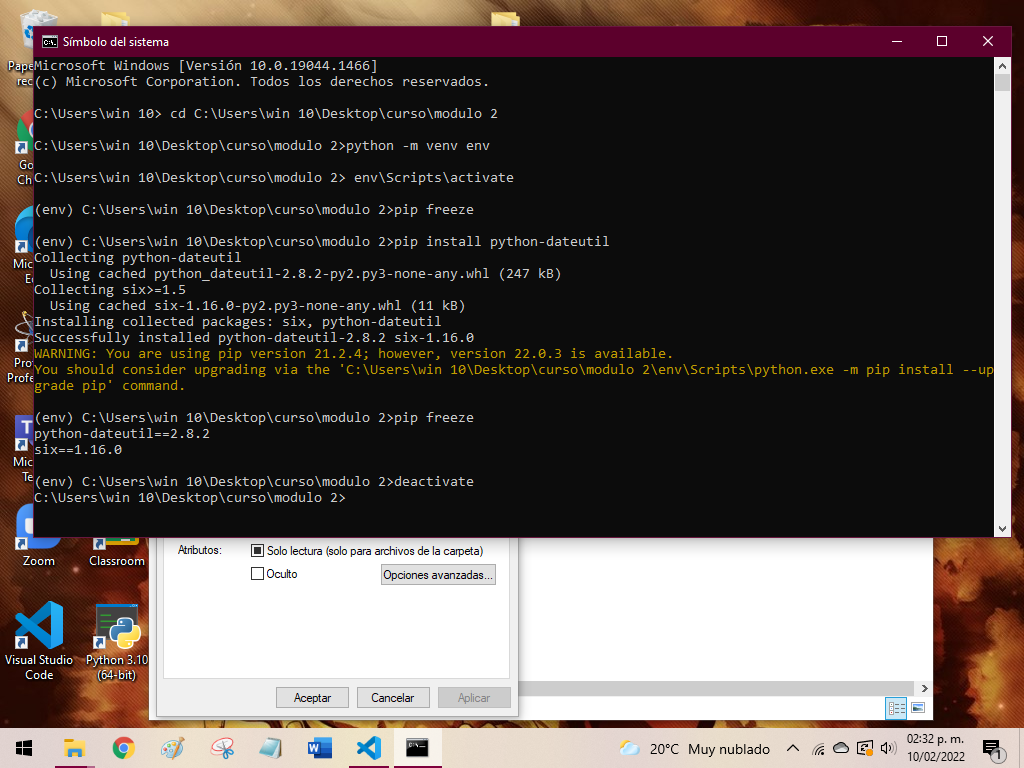 Símbolo del sistema
Microsoft Windows [Versión 10.0.19044.1466]
(c) Microsoft Corporation. Todos los derechos reservados.
C:\Users\win 10> cd C:\Users\win 10\Desktop\curso\modulo 2
C:\Users\win 10\Desktop\curso\modulo 2>python -m venv env
C:\Users\win 10\Desktop\curso\modulo 2> env\Scripts\activate
(env) C:\Users\win 10\Desktop\curso\modulo 2>pip freeze
(env) C:\Users\win 10\Desktop\curso\modulo 2>pip install python-dateutil
Collecting python-dateutil
Using cached python_dateutil-2.8.2-py2.py3-none-any.whl (247 kB)
Collecting six>=1.5
Using cached six-1.16.0-py2.py3-none-any.whl (11 kB)
Installing collected packages: six, python-dateutil
Successfully installed python-dateutil-2.8.2 six-1.16.0
WARNING: You are using pip version 21.2.4; however, version 22.0.3 is available.
You should consider upgrading via the 'C:\Users\win 10\Desktop\curso\modulo 2\env\Scripts\python.exe -m pip install --up
grade pip' command.
(env) C:\Users\win 10\Desktop\curso\modulo 2>pip freeze
python-dateutil==2.8.2
six==1.16.0
(env) C:\Users\win 10\Desktop\curso\modulo 2>deactivate
C:\Users\win 10\Desktop\curso\modulo 2>
Pape
rec
Go
Ch
Mic
E
Pro
Profe
Mic
Te
Zoom
Classroom
Visual Studio
Code
Python 3.10
(64-bit)
Atributos:
Solo lectura (solo para archivos de la carpeta)
Oculto
Opciones avanzadas...
Aceptar
Cancelar
Aplicar
20°C Muy nublado
02:32 p. m.
10/02/2022
1